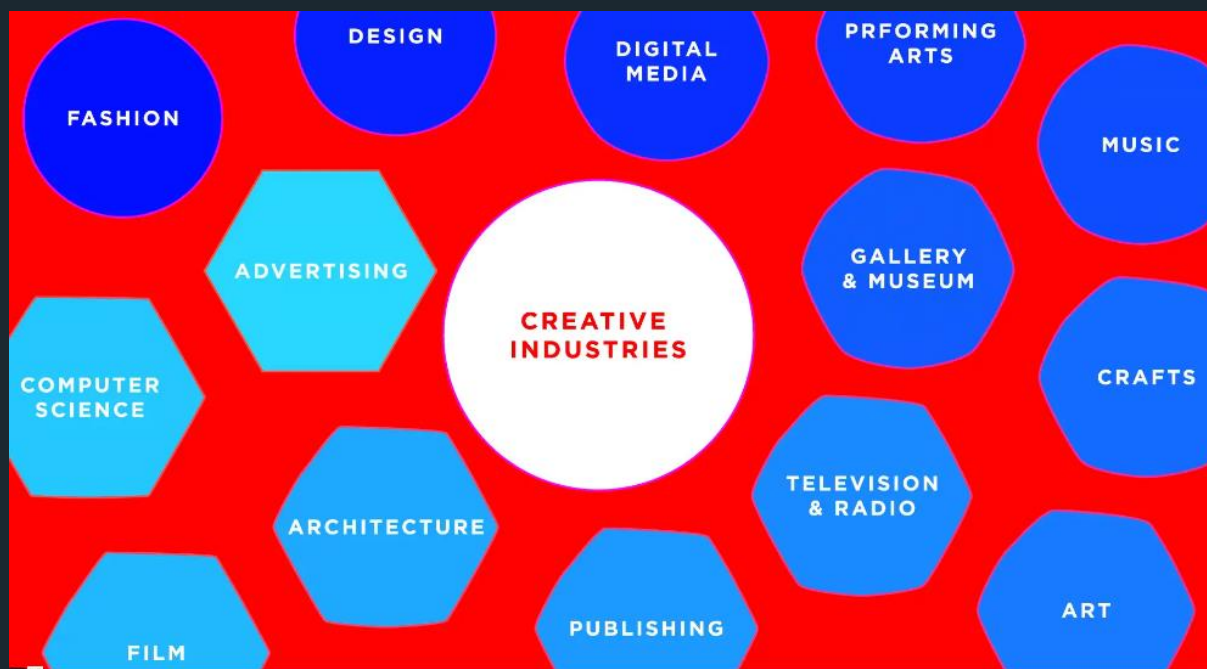 DESIGN
DIGITAL
MEDIA
PRFORMING
ARTS
FASHION
MUSIC
ADVERTISING
GALLERY
& MUSEUM
CREATIVE
INDUSTRIES
COMPUTER
SCIENCE
CRAFTS
ARCHITECTURE
TELEVISION
& RADIO
PUBLISHING
ART
FILM